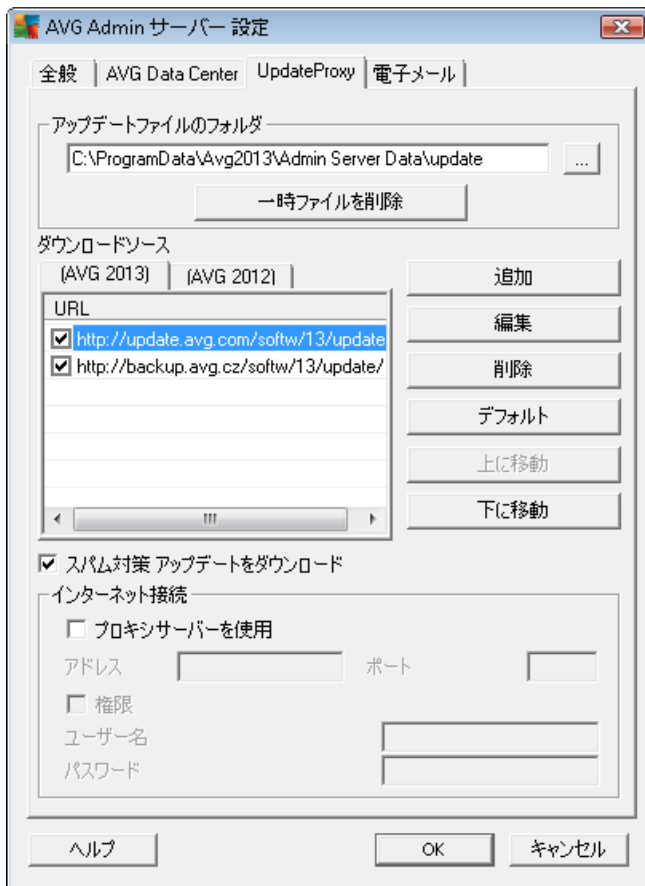 AVG Admin サーバー 設定
全般 AVG Data Center UpdateProxy 電子メール
アップデートファイルのフォルダ
C:\ProgramData\Avg2013\Admin Server Data\update ...
一時ファイルを削除
ダウンロードソース
(AVG 2013) (AVG 2012)
URL
http://update.avg.com/softw/13/update
http://backup.avg.cz/softw/13/update/
追加
編集
削除
デフォルト
上に移動
下に移動
スパム対策 アップデートをダウンロード
インターネット接続
プロキシサーバーを使用
アドレス ポート
権限
ユーザー名
パスワード
ヘルプ OK キャンセル